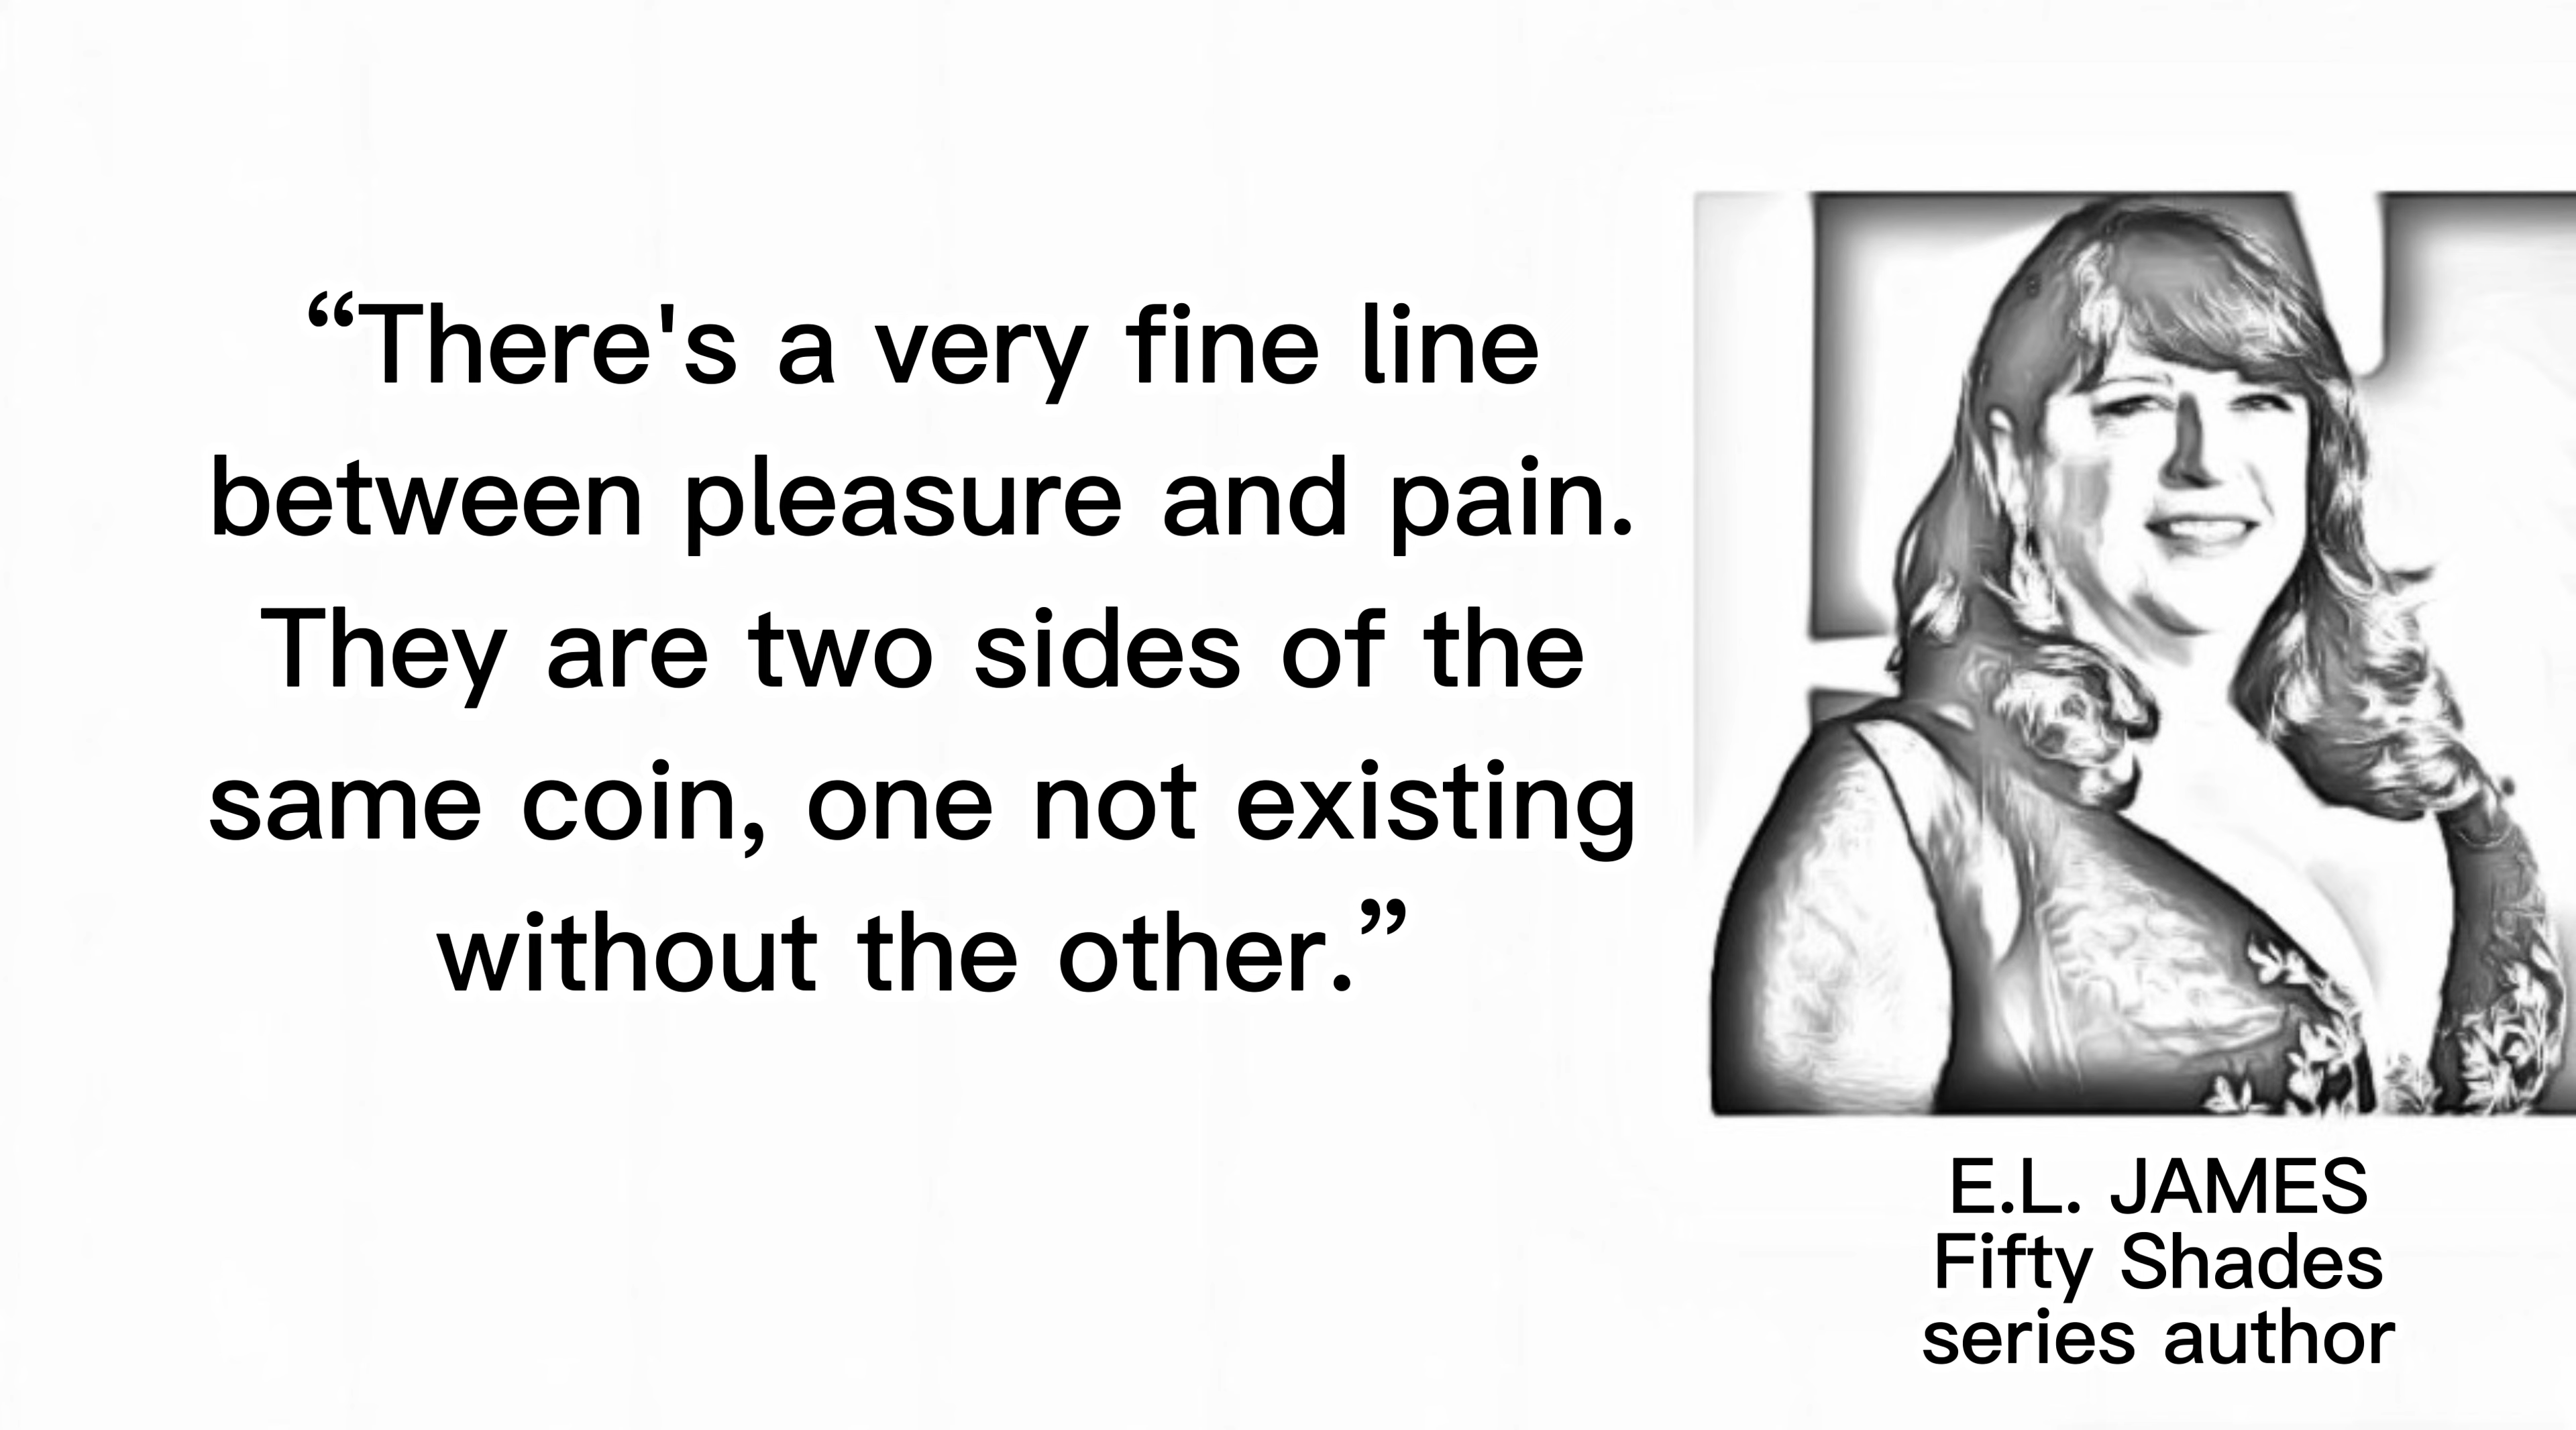 “There's a very fine line
between pleasure and pain.
They are two sides of the
same coin, one not existing
without the other.”
E.L. JAMES
Fifty Shades
series author